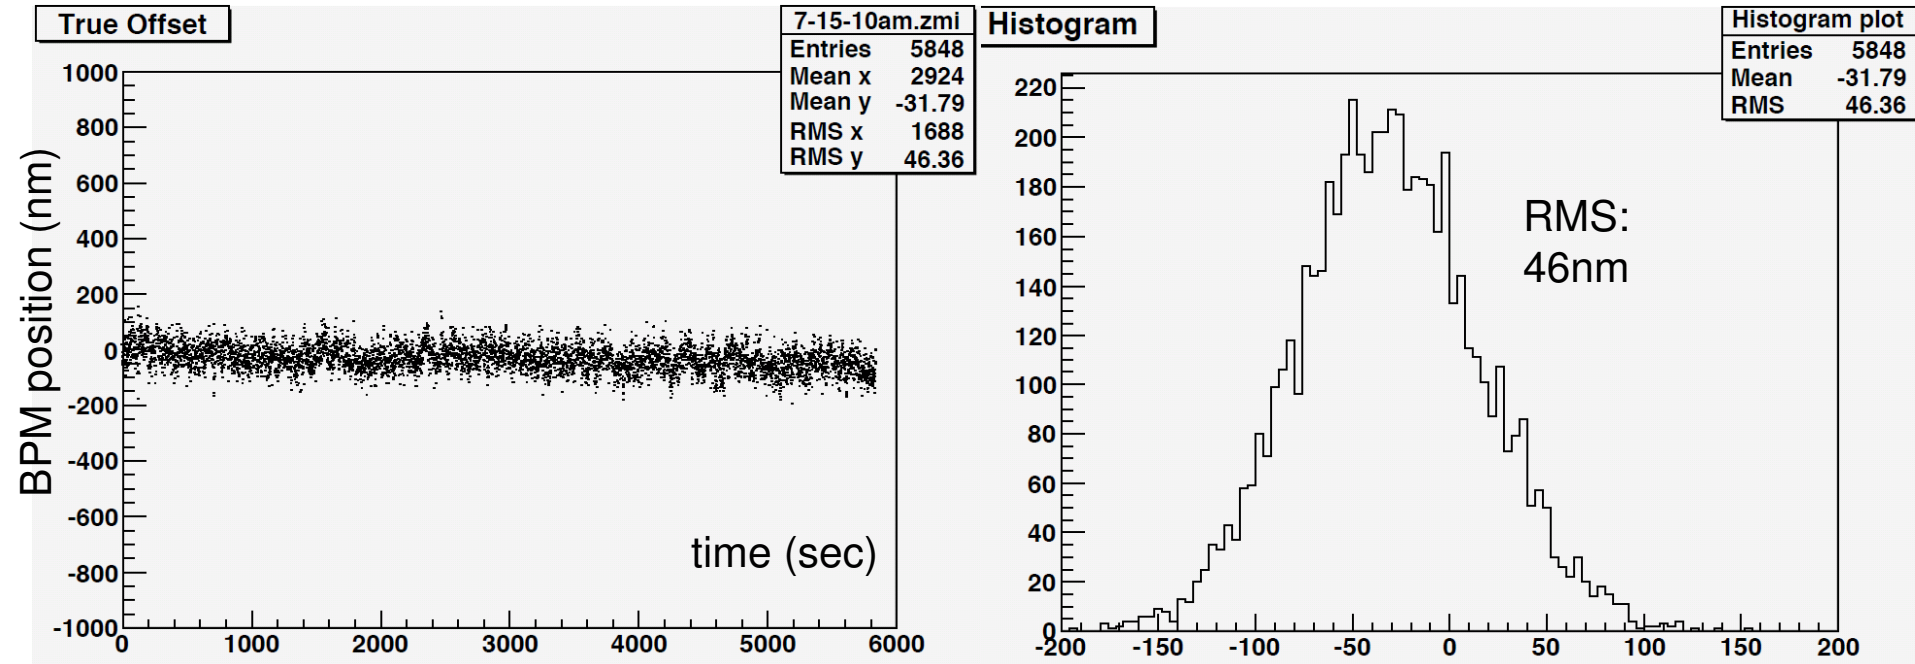 True Offset
7-15-10am.zmi
Entries 5848
Mean x 2924
Mean y -31.79
RMS x 1688
RMS y 46.36
BPM position (nm)
1000
800
600
400
200
0
-200
-400
-600
-800
-1000
time (sec)
0 1000 2000 3000 4000 5000 6000
Histogram
Histogram plot
Entries 5848
Mean -31.79
RMS 46.36
RMS:
46nm
220
200
180
160
140
120
100
80
60
40
20
0
-200 -150 -100 -50 0 50 100 150 200